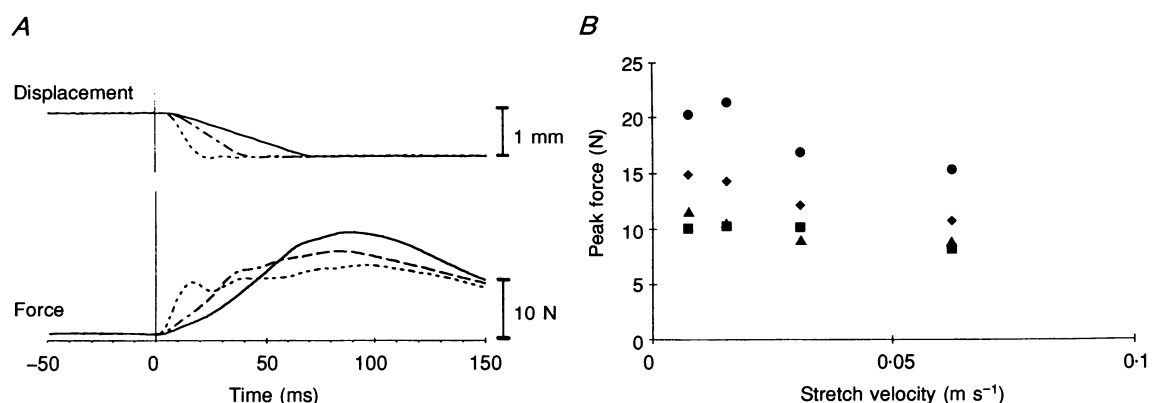 A
B
Displacement
1 mm
Force
10 N
−50
0
50
100
150
Time (ms)
Peak force (N)
25
20
15
10
5
0
0
0·05
0·1
Stretch velocity (m s⁻¹)